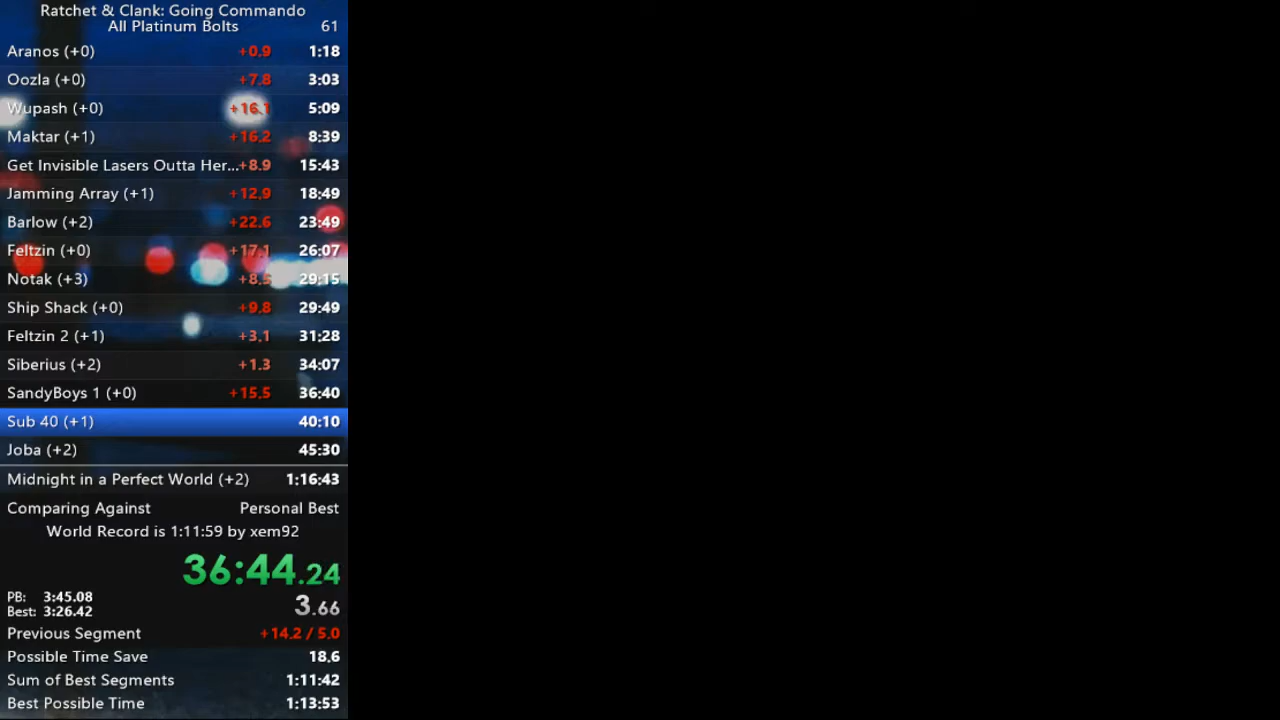 Ratchet & Clank: Going Commando
All Platinum Bolts 61
Aranos (+0) +0.9 1:18
Oozla (+0) +7.8 3:03
Wupash (+0) +16.1 5:09
Maktar (+1) +16.2 8:39
Get Invisible Lasers Outta Her... +8.9 15:43
Jamming Array (+1) +12.9 18:49
Barlow (+2) +22.6 23:49
Feltzin (+0) +17.1 26:07
Notak (+3) +8.5 29:15
Ship Shack (+0) +9.8 29:49
Feltzin 2 (+1) +3.1 31:28
Siberius (+2) +1.3 34:07
SandyBoys 1 (+0) +15.5 36:40
Sub 40 (+1) 40:10
Joba (+2) 45:30
Midnight in a Perfect World (+2) 1:16:43
Comparing Against Personal Best
World Record is 1:11:59 by xem92
36:44.24
PB: 3:45.08
Best: 3:26.42
3.66
Previous Segment +14.2 / 5.0
Possible Time Save 18.6
Sum of Best Segments 1:11:42
Best Possible Time 1:13:53